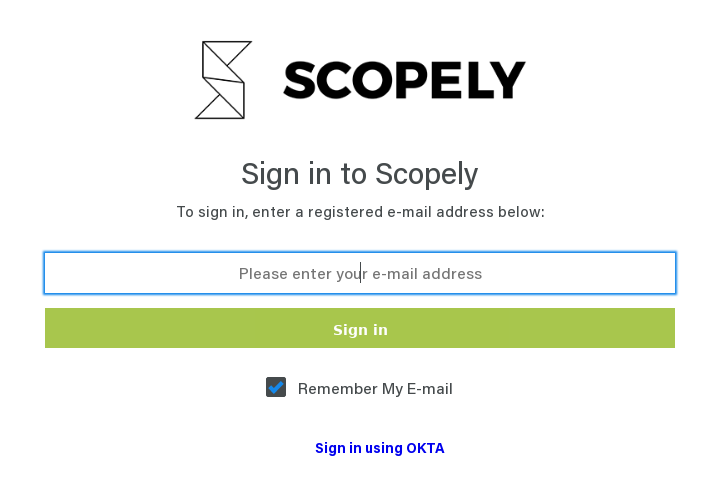 SCOPELY
Sign in to Scopely
To sign in, enter a registered e-mail address below:
Please enter your e-mail address
Sign in
Remember My E-mail
Sign in using OKTA